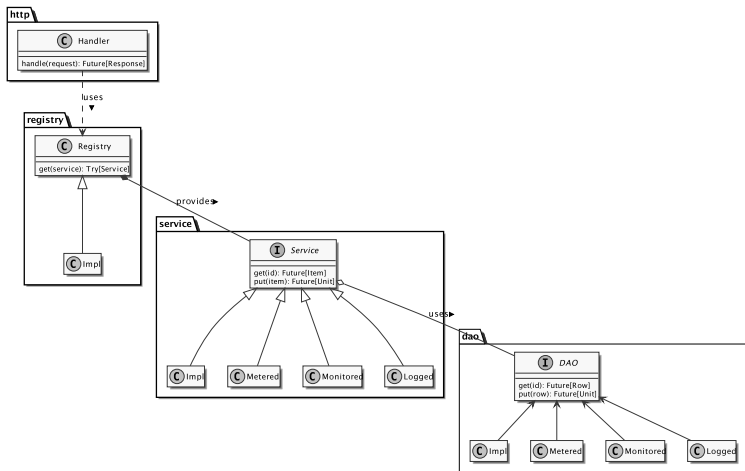 http
C Handler
handle(request): Future[Response]
uses
registry
C Registry
get(service): Try[Service]
provides
C Impl
service
I Service
get(id): Future[Item]
put(item): Future[Unit]
uses
C Impl
C Metered
C Monitored
C Logged
dao
I DAO
get(id): Future[Row]
put(row): Future[Unit]
C Impl
C Metered
C Monitored
C Logged